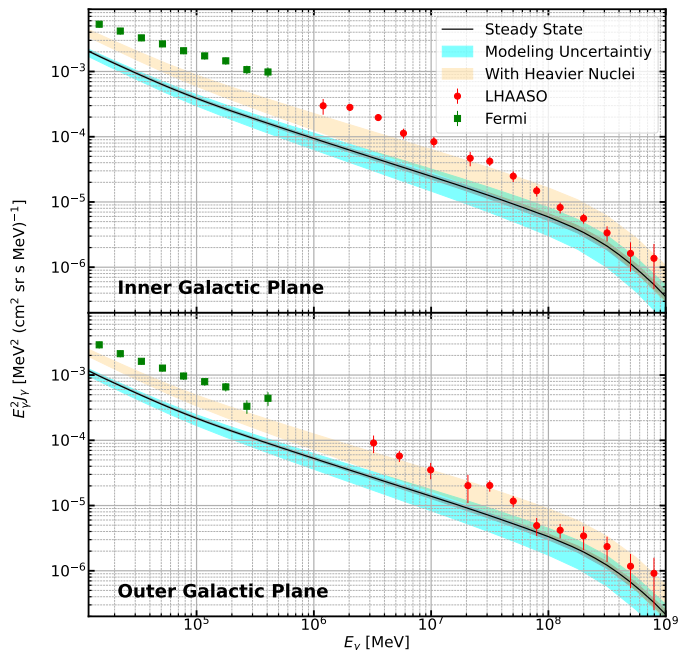 Steady State
Modeling Uncertaintiy
With Heavier Nuclei
LHAASO
Fermi
10⁻³
10⁻⁴
10⁻⁵
10⁻⁶
Inner Galactic Plane
E²ᵧJᵧ [MeV² (cm² sr s MeV)⁻¹]
10⁻³
10⁻⁴
10⁻⁵
10⁻⁶
Outer Galactic Plane
10⁵ 10⁶ 10⁷ 10⁸ 10⁹
Eᵧ [MeV]